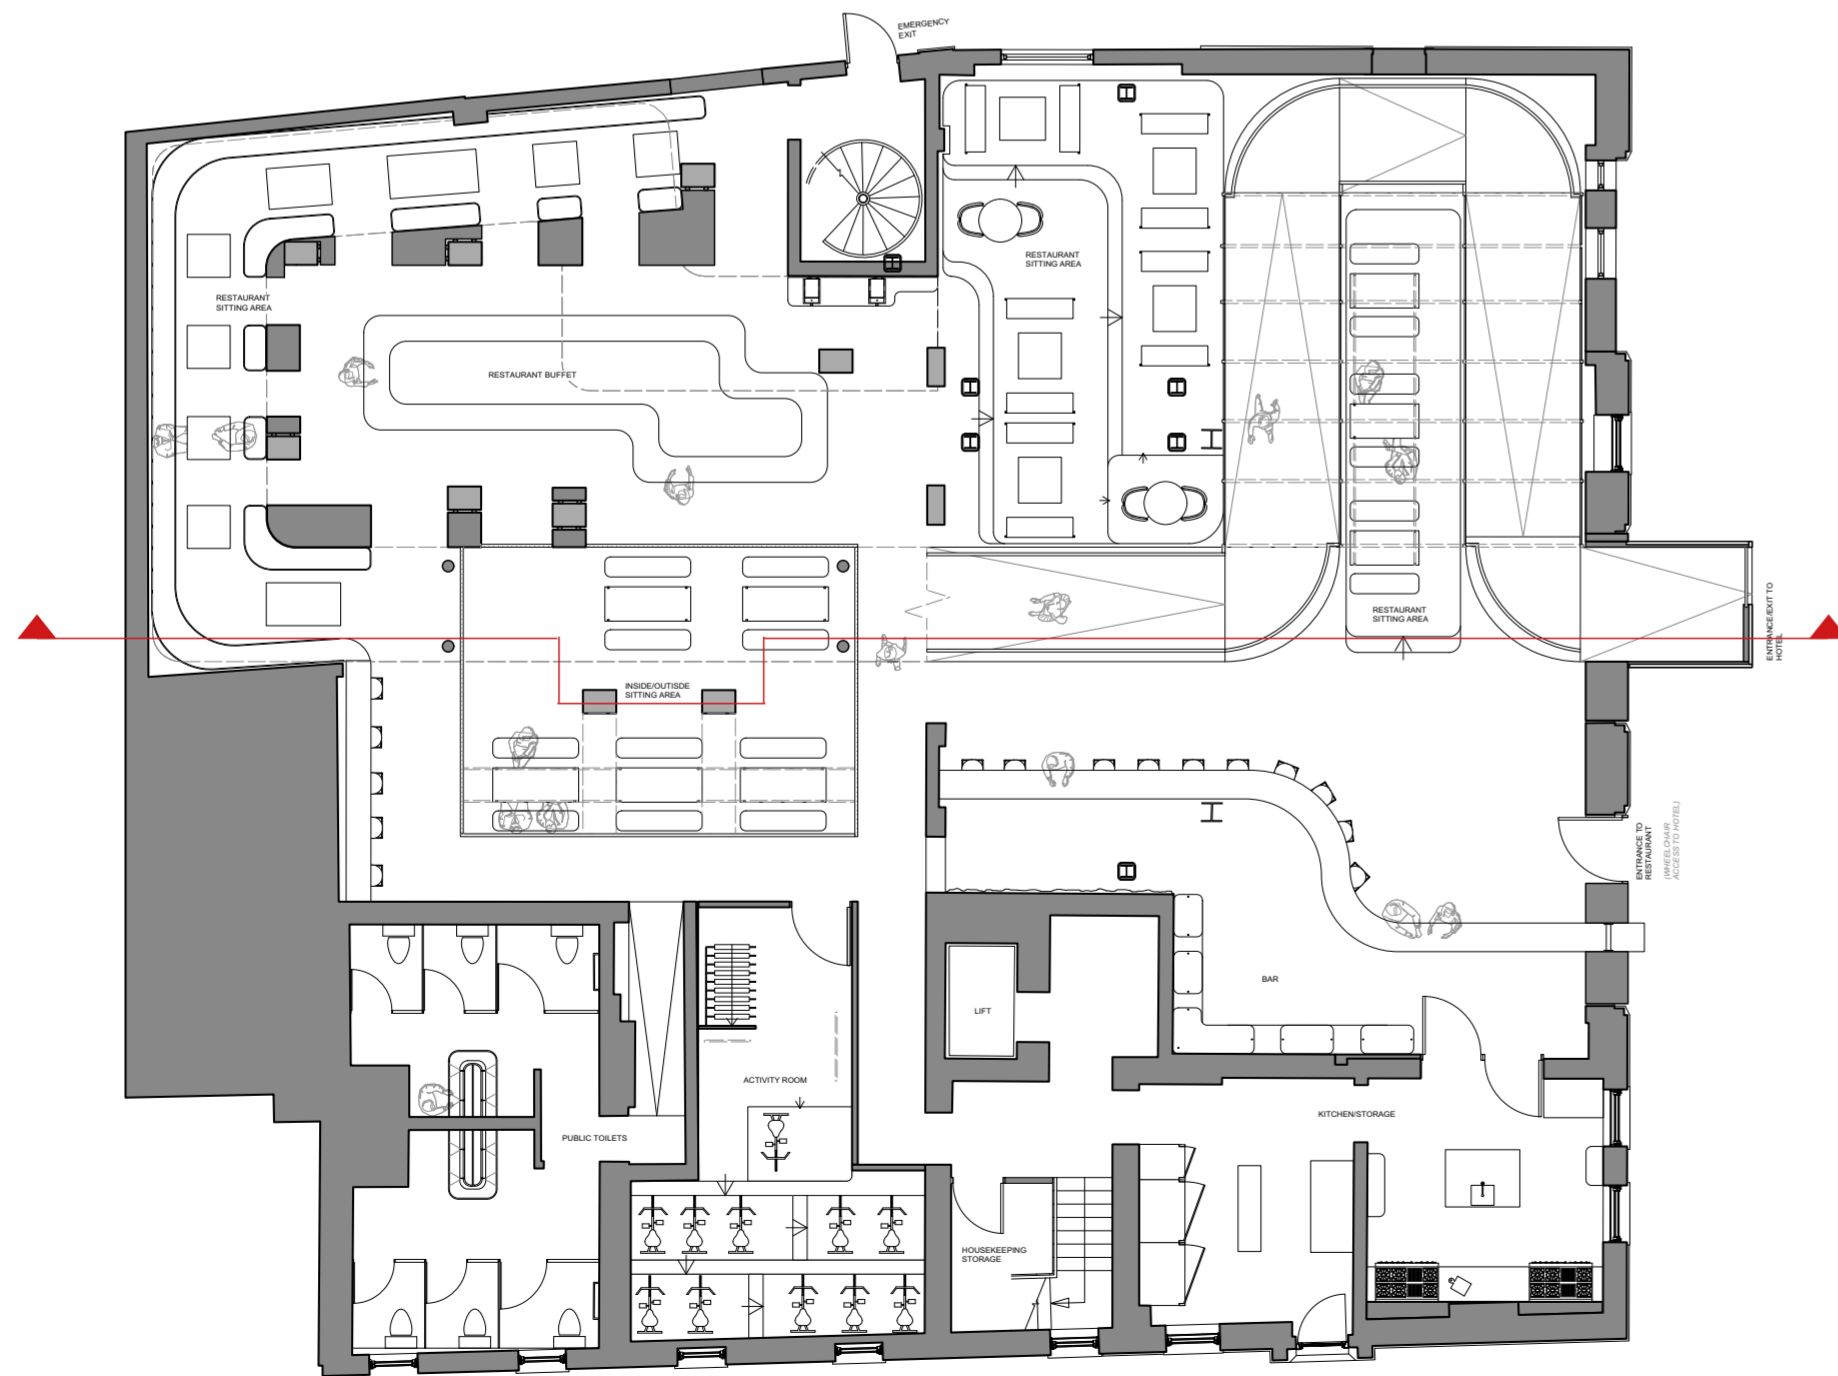 EMERGENCY
EXIT
RESTAURANT
SITTING AREA
RESTAURANT
SITTING AREA
RESTAURANT BUFFET
RESTAURANT
SITTING AREA
ENTRANCE/EXIT TO
HOTEL
INSIDE/OUTISDE
SITTING AREA
ENTRANCE TO
RESTAURANT
(WHEELCHAIR
ACCESS TO HOTEL)
BAR
LIFT
ACTIVITY ROOM
KITCHEN/STORAGE
PUBLIC TOILETS
HOUSEKEEPING
STORAGE